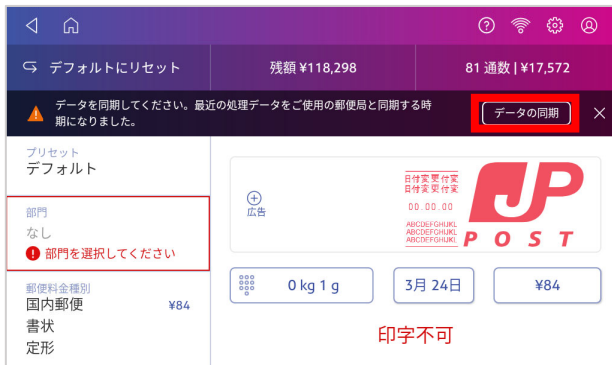 デフォルトにリセット
残額 ¥118,298
81 通数 | ¥17,572
データを同期してください。最近の処理データをご使用の郵便局と同期する時
期になりました。
データの同期
プリセット
デフォルト
部門
なし
部門を選択してください
郵便料金種別
国内郵便 ¥84
書状
定形
広告
日付変更付変
日付変更付変
00.00.00
ABCDEFGHIJKL
ABCDEFGHIJKL
ABCDEFGHIJKL
JP
POST
0 kg 1 g
3月 24日
¥84
印字不可